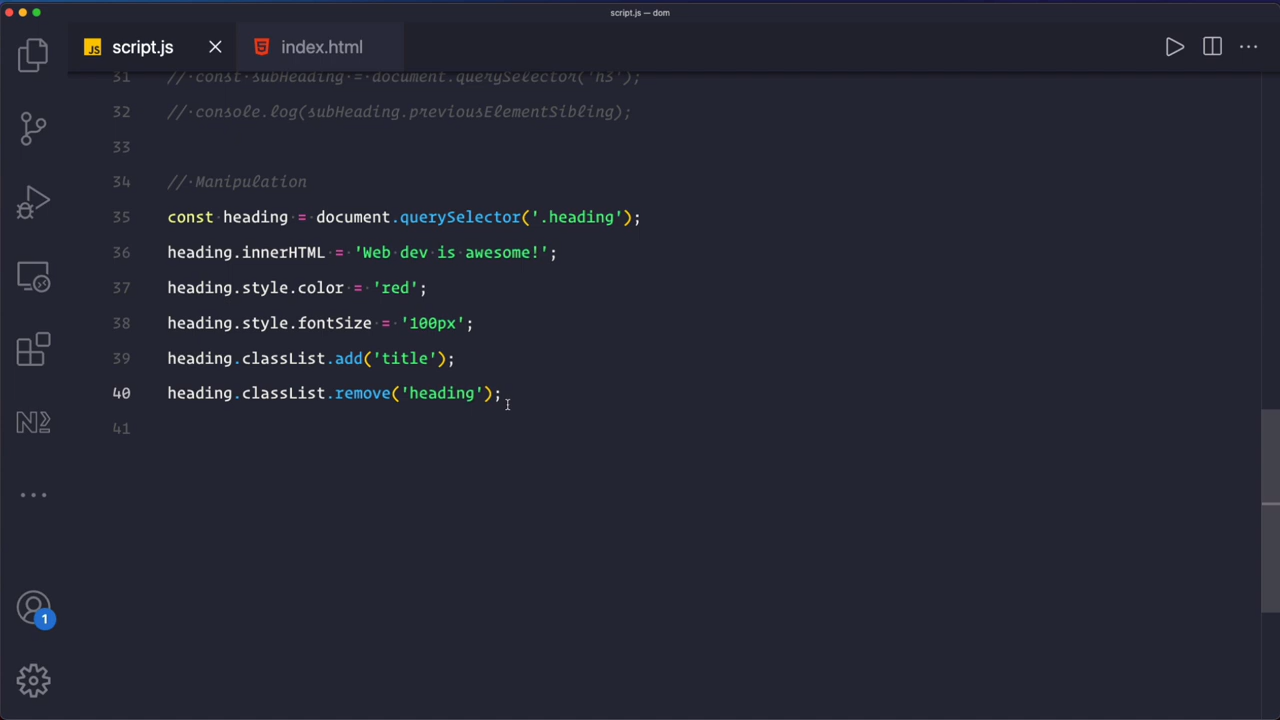 script.js — dom
JS script.js
index.html
31 // const subHeading = document.querySelector('h3');
32 // console.log(subHeading.previousElementSibling);
33
34 // Manipulation
35 const heading = document.querySelector('.heading');
36 heading.innerHTML = 'Web dev is awesome!';
37 heading.style.color = 'red';
38 heading.style.fontSize = '100px';
39 heading.classList.add('title');
40 heading.classList.remove('heading');
41
1